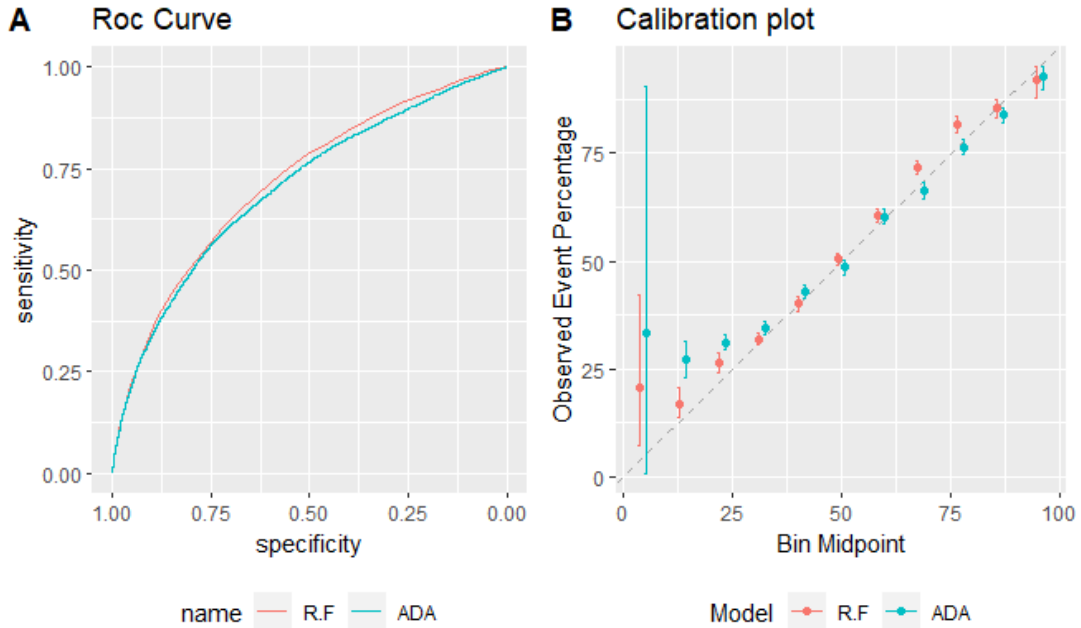 A Roc Curve
1.00
0.75
0.50
0.25
0.00
sensitivity
1.00 0.75 0.50 0.25 0.00
specificity
name R.F ADA
B Calibration plot
75
50
25
0
Observed Event Percentage
0 25 50 75 100
Bin Midpoint
Model R.F ADA